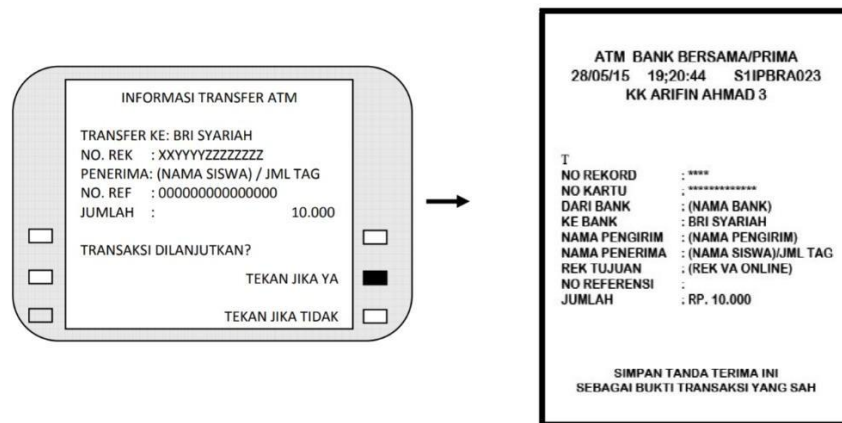 INFORMASI TRANSFER ATM
TRANSFER KE: BRI SYARIAH
NO. REK : XXYYYYZZZZZZZZ
PENERIMA: (NAMA SISWA) / JML TAG
NO. REF : 000000000000000
JUMLAH : 10.000
TRANSAKSI DILANJUTKAN?
TEKAN JIKA YA
TEKAN JIKA TIDAK
ATM BANK BERSAMA/PRIMA
28/05/15 19;20:44 S1IPBRA023
KK ARIFIN AHMAD 3
T
NO REKORD : ****
NO KARTU : *************
DARI BANK : (NAMA BANK)
KE BANK : BRI SYARIAH
NAMA PENGIRIM : (NAMA PENGIRIM)
NAMA PENERIMA : (NAMA SISWA)/JML TAG
REK TUJUAN : (REK VA ONLINE)
NO REFERENSI :
JUMLAH : RP. 10.000
SIMPAN TANDA TERIMA INI
SEBAGAI BUKTI TRANSAKSI YANG SAH